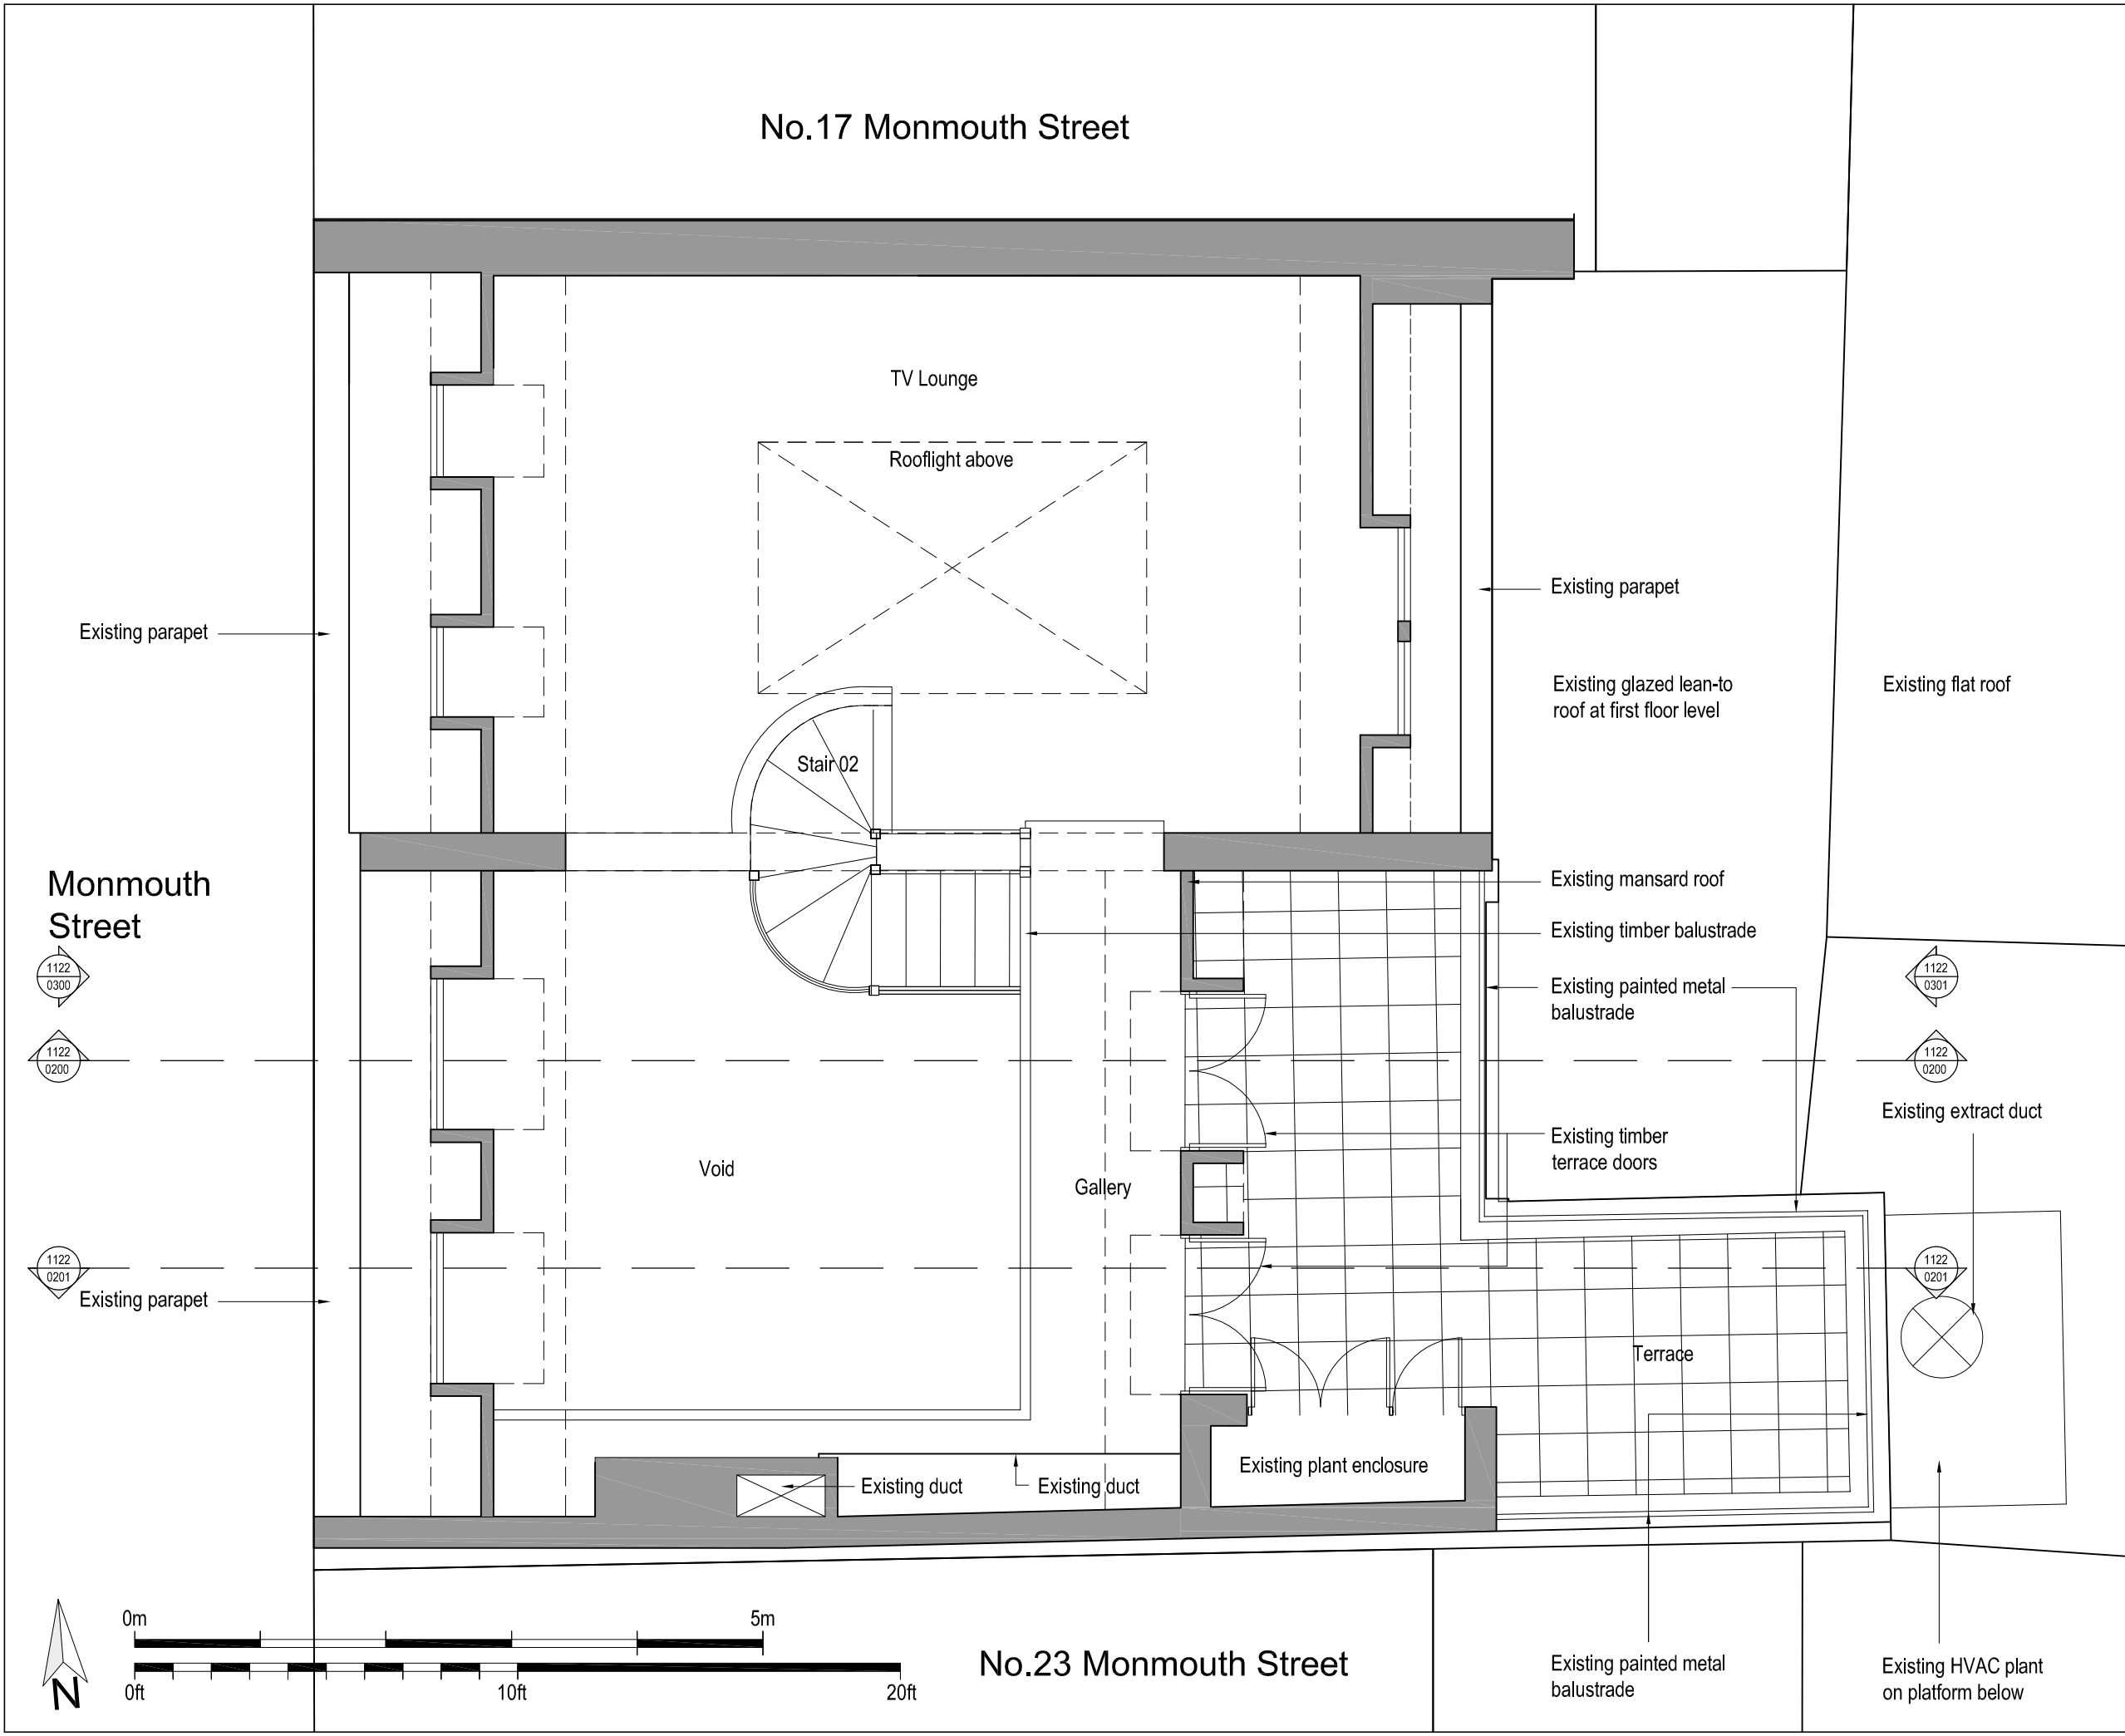 No.17 Monmouth Street
TV Lounge
Rooflight above
Existing parapet
Existing parapet
Existing glazed lean-to
roof at first floor level
Existing flat roof
Stair 02
Monmouth
Street
Existing mansard roof
Existing timber balustrade
1122
0300
Existing painted metal
balustrade
1122
0301
1122
0200
1122
0200
Existing extract duct
Existing timber
terrace doors
Void
Gallery
1122
0201
1122
0201
Existing parapet
Terrace
Existing plant enclosure
Existing duct
Existing duct
0m
5m
No.23 Monmouth Street
Existing painted metal
balustrade
Existing HVAC plant
on platform below
N
0ft
10ft
20ft